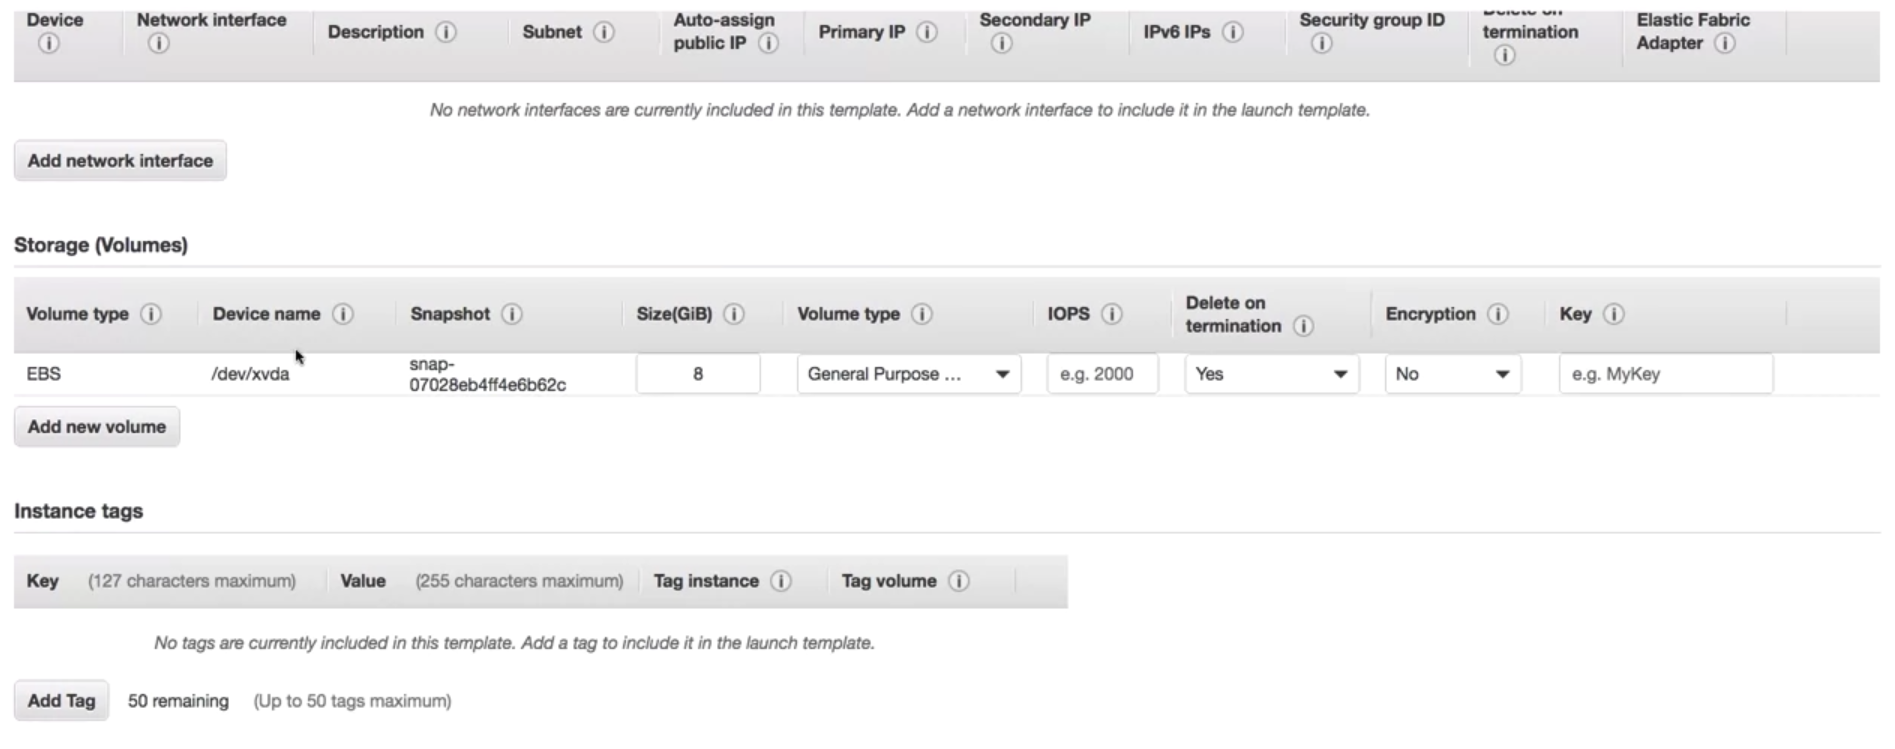 Device
Network interface
Description
Subnet
Auto-assign
public IP
Primary IP
Secondary IP
IPv6 IPs
Security group ID
Delete on
termination
Elastic Fabric
Adapter
No network interfaces are currently included in this template. Add a network interface to include it in the launch template.
Add network interface
Storage (Volumes)
Volume type
Device name
Snapshot
Size(GiB)
Volume type
IOPS
Delete on
termination
Encryption
Key
EBS
/dev/xvda
snap-
07028eb4ff4e6b62c
8
General Purpose ...
e.g. 2000
Yes
No
e.g. MyKey
Add new volume
Instance tags
Key (127 characters maximum)
Value (255 characters maximum)
Tag instance
Tag volume
No tags are currently included in this template. Add a tag to include it in the launch template.
Add Tag
50 remaining (Up to 50 tags maximum)